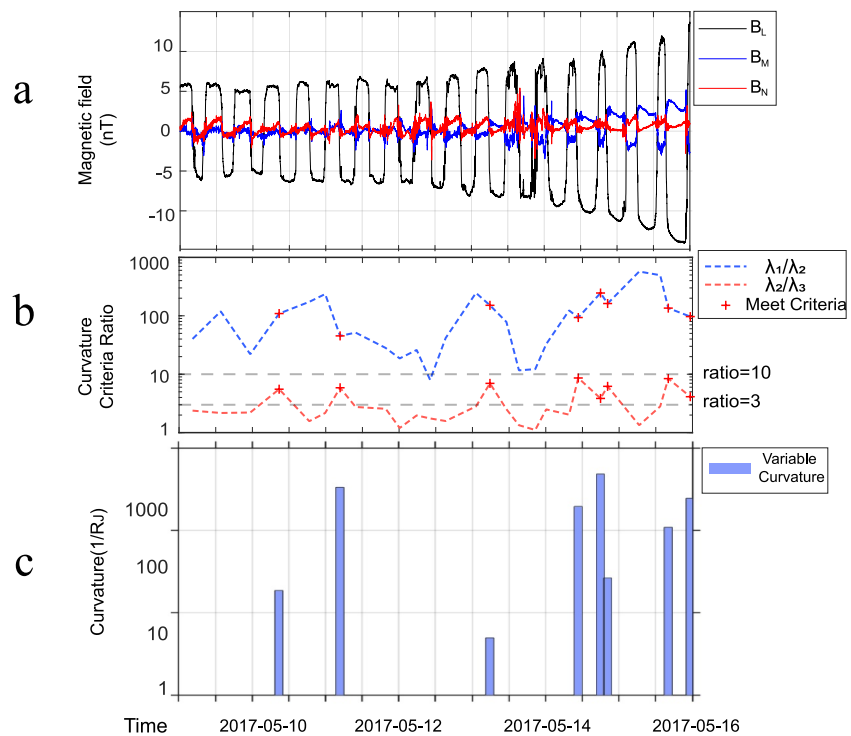 a
Magnetic field
(nT)
15
10
5
0
-5
-10
B_L
B_M
B_N
b
Curvature
Criteria Ratio
1000
100
10
1
λ₁/λ₂
λ₂/λ₃
Meet Criteria
ratio=10
ratio=3
c
Curvature(1/RJ)
1000
100
10
1
Variable
Curvature
Time
2017-05-10
2017-05-12
2017-05-14
2017-05-16